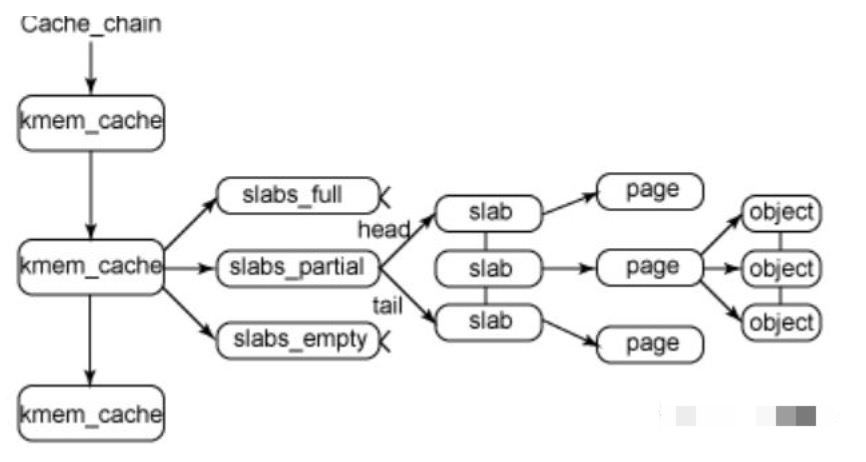 Cache_chain
kmem_cache
slabs_full
page
head
slab
object
kmem_cache
slabs_partial
slab
page
object
tail
slab
object
slabs_empty
page
kmem_cache